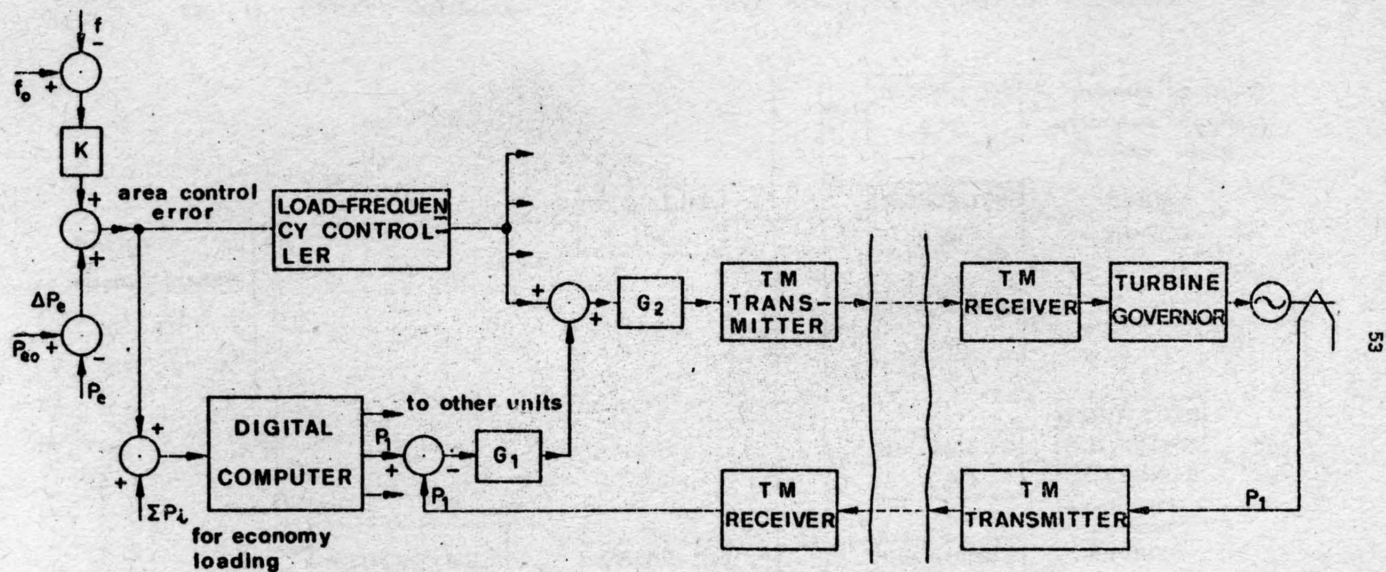 f
-
f₀ +
K
+
area control
error
LOAD-FREQUEN
CY CONTROL-
LER
+
ΔPe
Peo +
-
Pe
+
+
ΣPi
for economy
loading
DIGITAL
COMPUTER
to other units
P₁
+
-
P₁
G₁
+
+
G₂
TM
TRANS-
MITTER
TM
RECEIVER
TURBINE
GOVERNOR
TM
RECEIVER
TM
TRANSMITTER
P₁
53